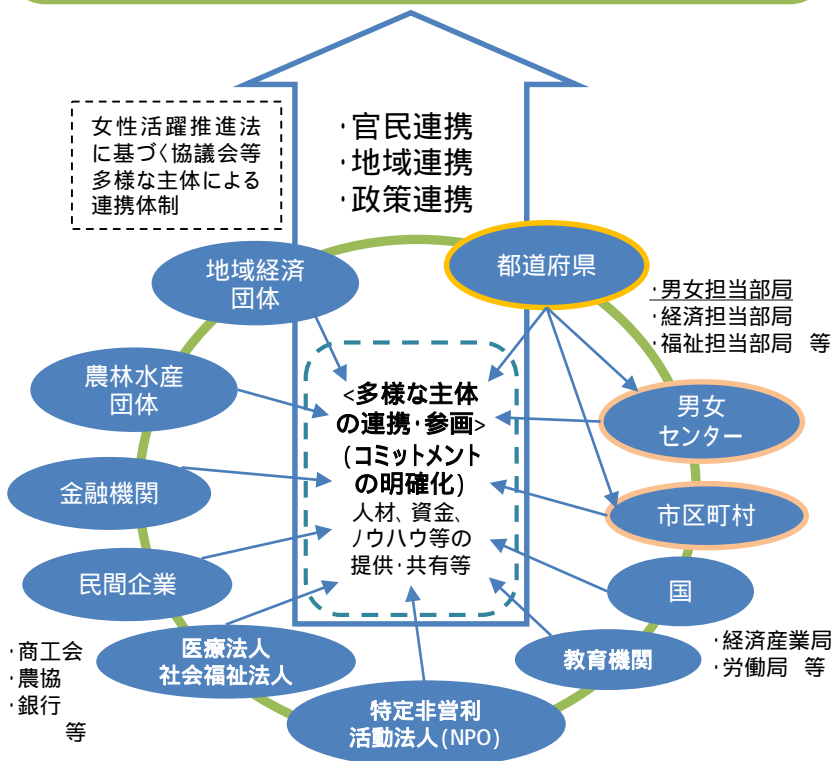 女性活躍推進法
に基づく協議会等
多様な主体による
連携体制
·官民連携
·地域連携
·政策連携
地域経済
団体
都道府県
·男女担当部局
·経済担当部局
·福祉担当部局 等
農林水産
団体
<多様な主体
の連携·参画>
(コミットメント
の明確化)
人材、資金、
ノウハウ等の
提供·共有等
男女
センター
金融機関
市区町村
民間企業
国
·商工会
·農協
·銀行
等
医療法人
社会福祉法人
教育機関
·経済産業局
·労働局 等
特定非営利
活動法人(NPO)